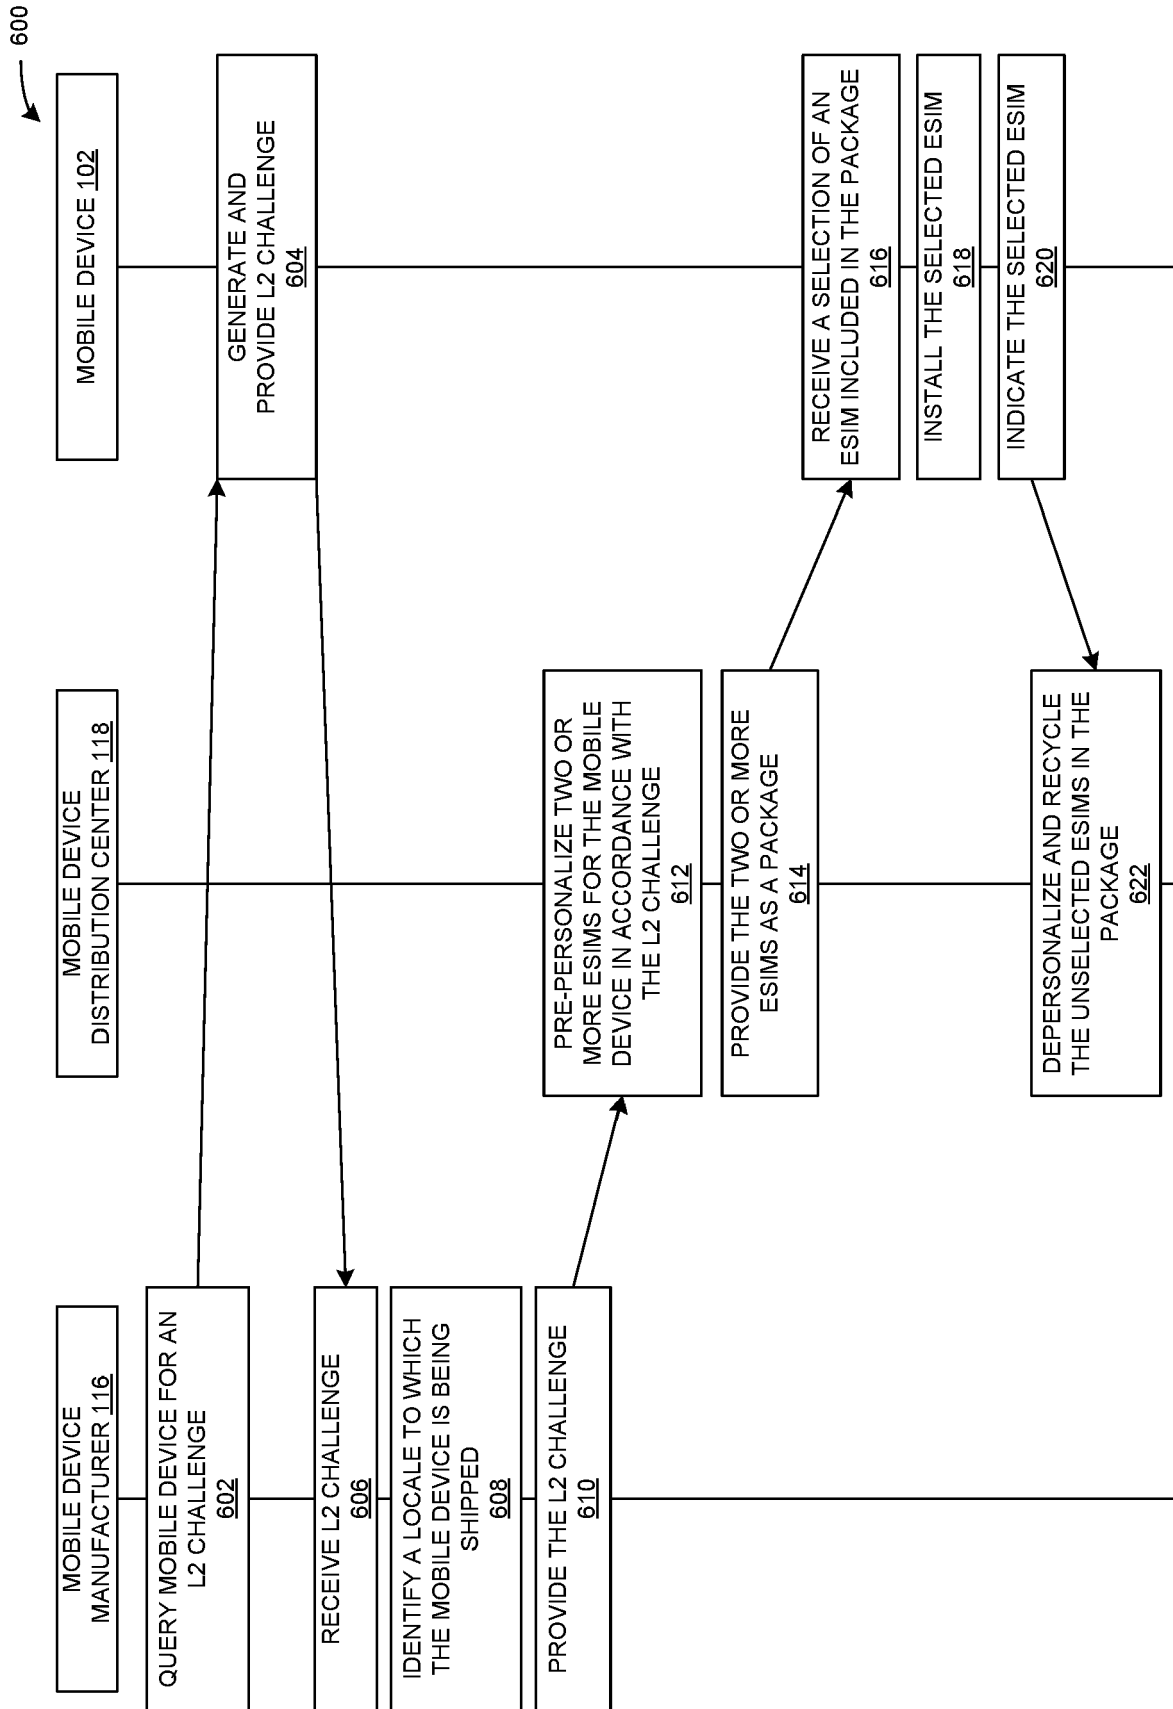 600
MOBILE DEVICE
MANUFACTURER 116
MOBILE DEVICE
DISTRIBUTION CENTER 118
MOBILE DEVICE 102
QUERY MOBILE DEVICE FOR AN
L2 CHALLENGE
602
GENERATE AND
PROVIDE L2 CHALLENGE
604
RECEIVE L2 CHALLENGE
606
IDENTIFY A LOCALE TO WHICH
THE MOBILE DEVICE IS BEING
SHIPPED
608
PROVIDE THE L2 CHALLENGE
610
PRE-PERSONALIZE TWO OR
MORE ESIMS FOR THE MOBILE
DEVICE IN ACCORDANCE WITH
THE L2 CHALLENGE
612
PROVIDE THE TWO OR MORE
ESIMS AS A PACKAGE
614
RECEIVE A SELECTION OF AN
ESIM INCLUDED IN THE PACKAGE
616
INSTALL THE SELECTED ESIM
618
INDICATE THE SELECTED ESIM
620
DEPERSONALIZE AND RECYCLE
THE UNSELECTED ESIMS IN THE
PACKAGE
622